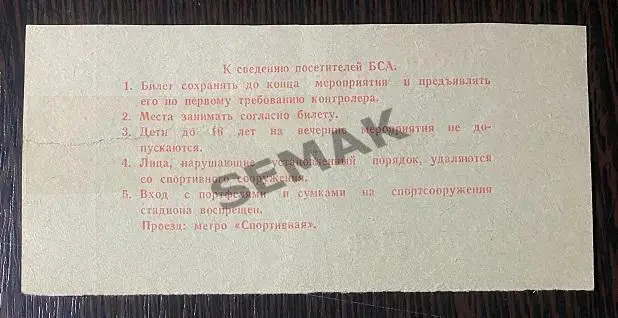 К сведению посетителей БСА.
1. Билет сохранять до конца мероприятия и предъявлять
его по первому требованию контролера.
2. Места занимать согласно билету.
3. Дети до 16 лет на вечерние мероприятия не до-
пускаются.
4. Лица, нарушающие установленный порядок, удаляются
со спортивного сооружения.
5. Вход с портфелями и сумками на спортсооружения
стадиона воспрещен.
Проезд: метро «Спортивная».
SEMAK